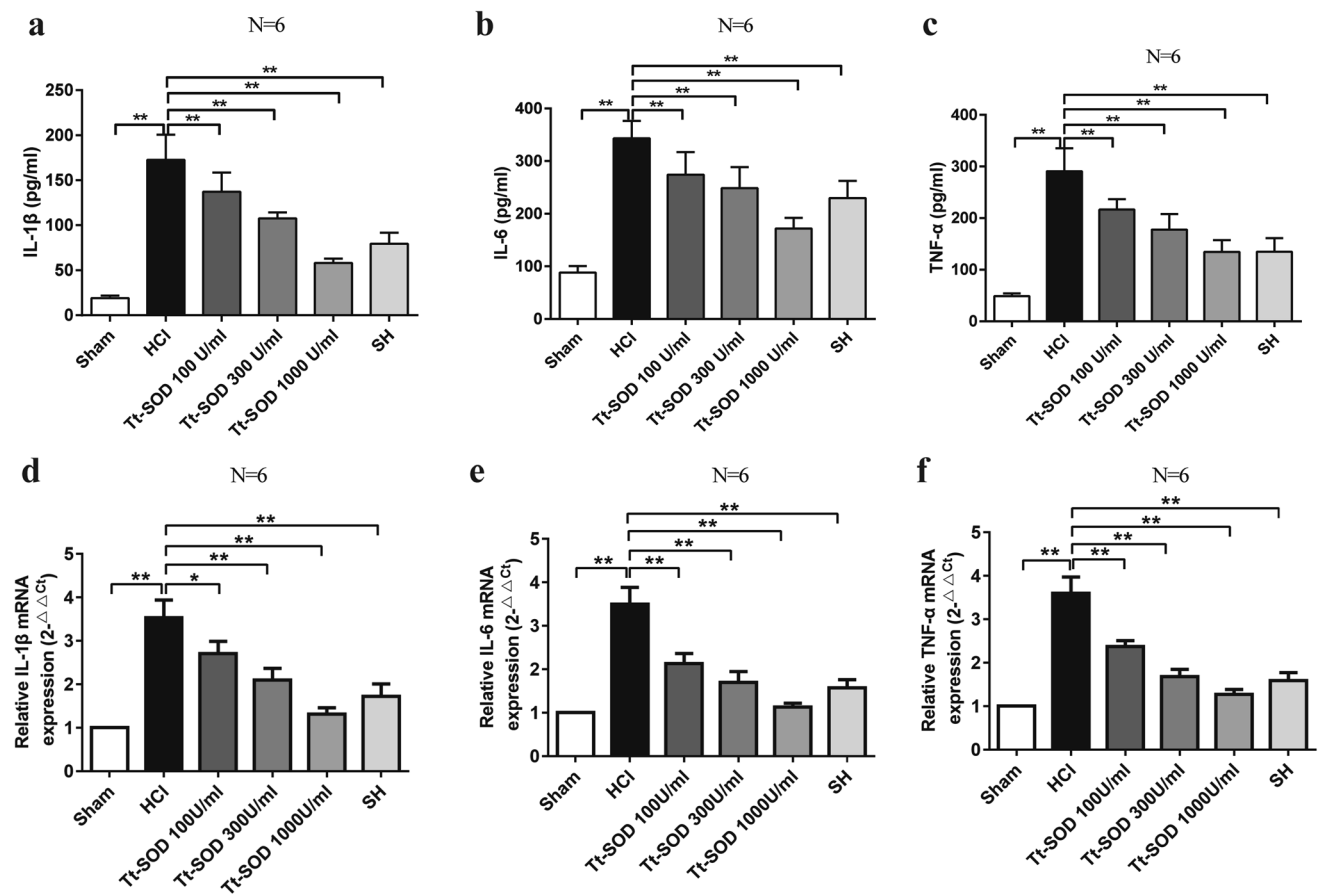 a
N=6
**
**
**
**
**
250
200
150
100
50
0
IL-1β (pg/ml)
Sham
HCl
Tt-SOD 100 U/ml
Tt-SOD 300 U/ml
Tt-SOD 1000 U/ml
SH
b
N=6
**
**
**
**
**
400
300
200
100
0
IL-6 (pg/ml)
Sham
HCl
Tt-SOD 100 U/ml
Tt-SOD 300 U/ml
Tt-SOD 1000 U/ml
SH
c
N=6
**
**
**
**
**
400
300
200
100
0
TNF-α (pg/ml)
Sham
HCl
Tt-SOD 100 U/ml
Tt-SOD 300 U/ml
Tt-SOD 1000 U/ml
SH
d
N=6
**
**
**
**
*
5
4
3
2
1
0
Relative IL-1β mRNA
expression (2-△△Ct)
Sham
HCl
Tt-SOD 100U/ml
Tt-SOD 300U/ml
Tt-SOD 1000U/ml
SH
e
N=6
**
**
**
**
**
5
4
3
2
1
0
Relative IL-6 mRNA
expression (2-△△Ct)
Sham
HCl
Tt-SOD 100U/ml
Tt-SOD 300U/ml
Tt-SOD 1000U/ml
SH
f
N=6
**
**
**
**
**
5
4
3
2
1
0
Relative TNF-α mRNA
expression (2-△△Ct)
Sham
HCl
Tt-SOD 100U/ml
Tt-SOD 300U/ml
Tt-SOD 1000U/ml
SH